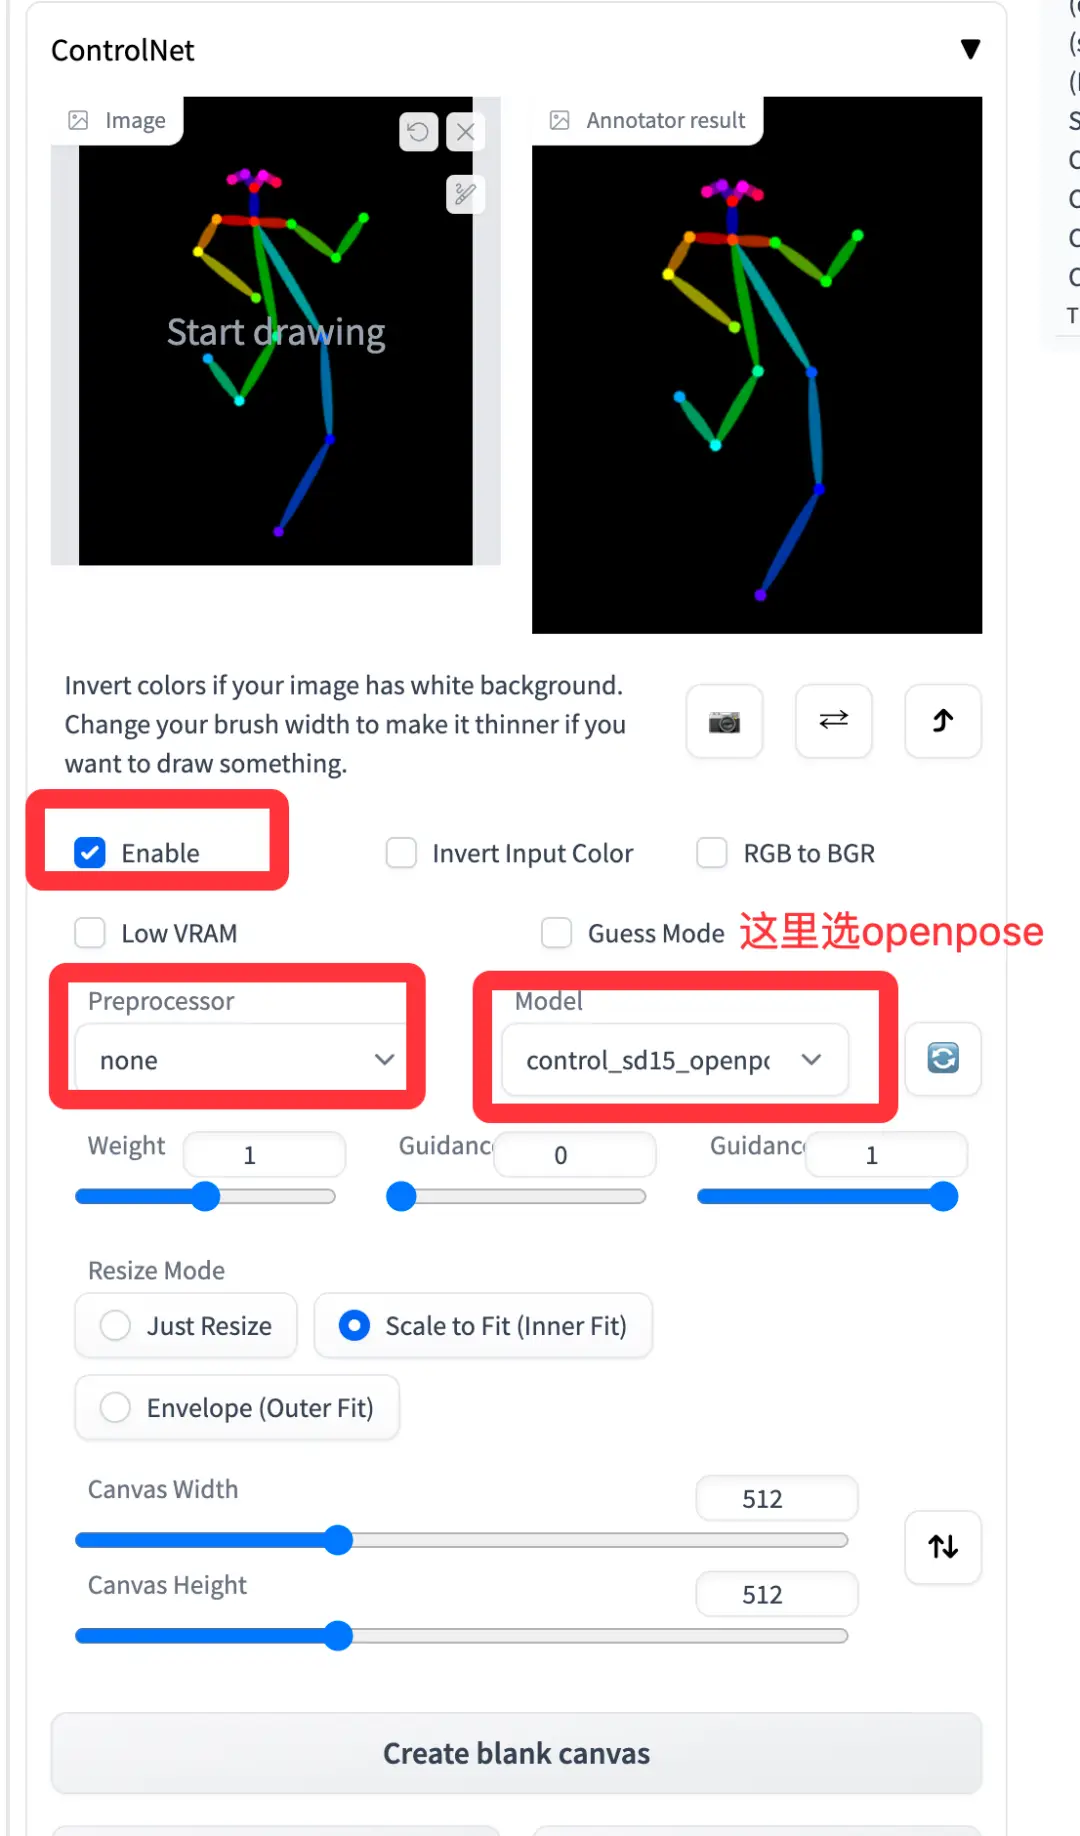 ControlNet
Image
Annotator result
Start drawing
Invert colors if your image has white background.
Change your brush width to make it thinner if you
want to draw something.
Enable
Invert Input Color
RGB to BGR
Low VRAM
Guess Mode
这里选openpose
Preprocessor
Model
none
control_sd15_openpo
Weight
1
Guidanc
0
Guidanc
1
Resize Mode
Just Resize
Scale to Fit (Inner Fit)
Envelope (Outer Fit)
Canvas Width
512
Canvas Height
512
Create blank canvas